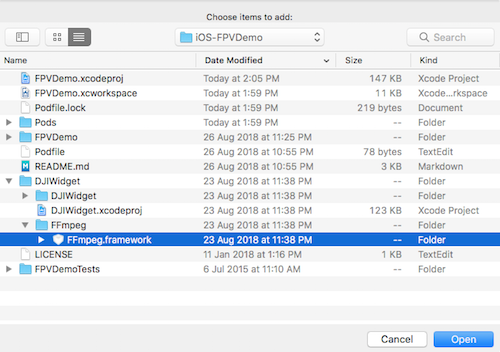 Choose items to add:
iOS-FPVDemo
Search
Name Date Modified Size Kind
FPVDemo.xcodeproj Today at 2:05 PM 147 KB Xcode Project
FPVDemo.xcworkspace Today at 1:59 PM 11 KB Xcode...rkspace
Podfile.lock Today at 1:59 PM 219 bytes Document
Pods Today at 1:59 PM -- Folder
FPVDemo 26 Aug 2018 at 11:25 PM -- Folder
Podfile 26 Aug 2018 at 10:55 PM 78 bytes TextEdit
README.md 26 Aug 2018 at 10:55 PM 3 KB Markdown
DJIWidget 23 Aug 2018 at 11:38 PM -- Folder
DJIWidget 23 Aug 2018 at 11:38 PM -- Folder
DJIWidget.xcodeproj 23 Aug 2018 at 11:38 PM 123 KB Xcode Project
FFmpeg 23 Aug 2018 at 11:38 PM -- Folder
FFmpeg.framework 23 Aug 2018 at 11:38 PM -- Folder
LICENSE 11 Jan 2018 at 1:16 PM 1 KB TextEdit
FPVDemoTests 6 Jul 2015 at 11:10 AM -- Folder
Cancel Open